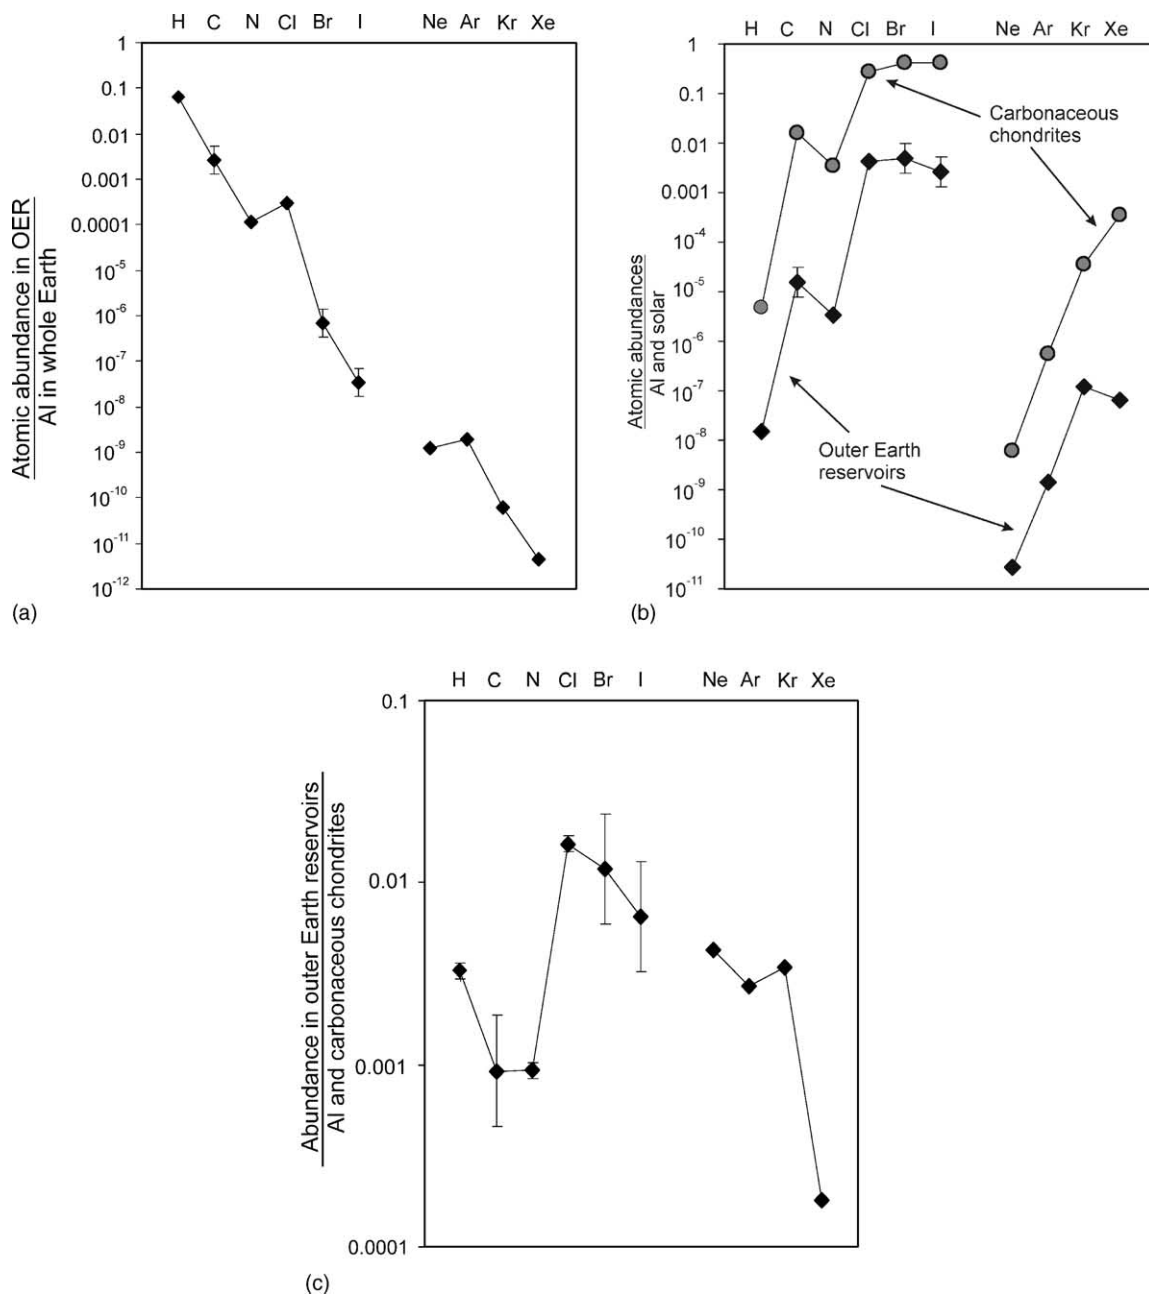 H C N Cl Br I Ne Ar Kr Xe
1
0.1
0.01
0.001
0.0001
10⁻⁵
10⁻⁶
10⁻⁷
10⁻⁸
10⁻⁹
10⁻¹⁰
10⁻¹¹
10⁻¹²
Atomic abundance in OER
Al in whole Earth
(a)
H C N Cl Br I Ne Ar Kr Xe
1
0.1
0.01
0.001
10⁻⁴
10⁻⁵
10⁻⁶
10⁻⁷
10⁻⁸
10⁻⁹
10⁻¹⁰
10⁻¹¹
Atomic abundances
Al and solar
Carbonaceous
chondrites
Outer Earth
reservoirs
(b)
H C N Cl Br I Ne Ar Kr Xe
0.1
0.01
0.001
0.0001
Abundance in outer Earth reservoirs
Al and carbonaceous chondrites
(c)